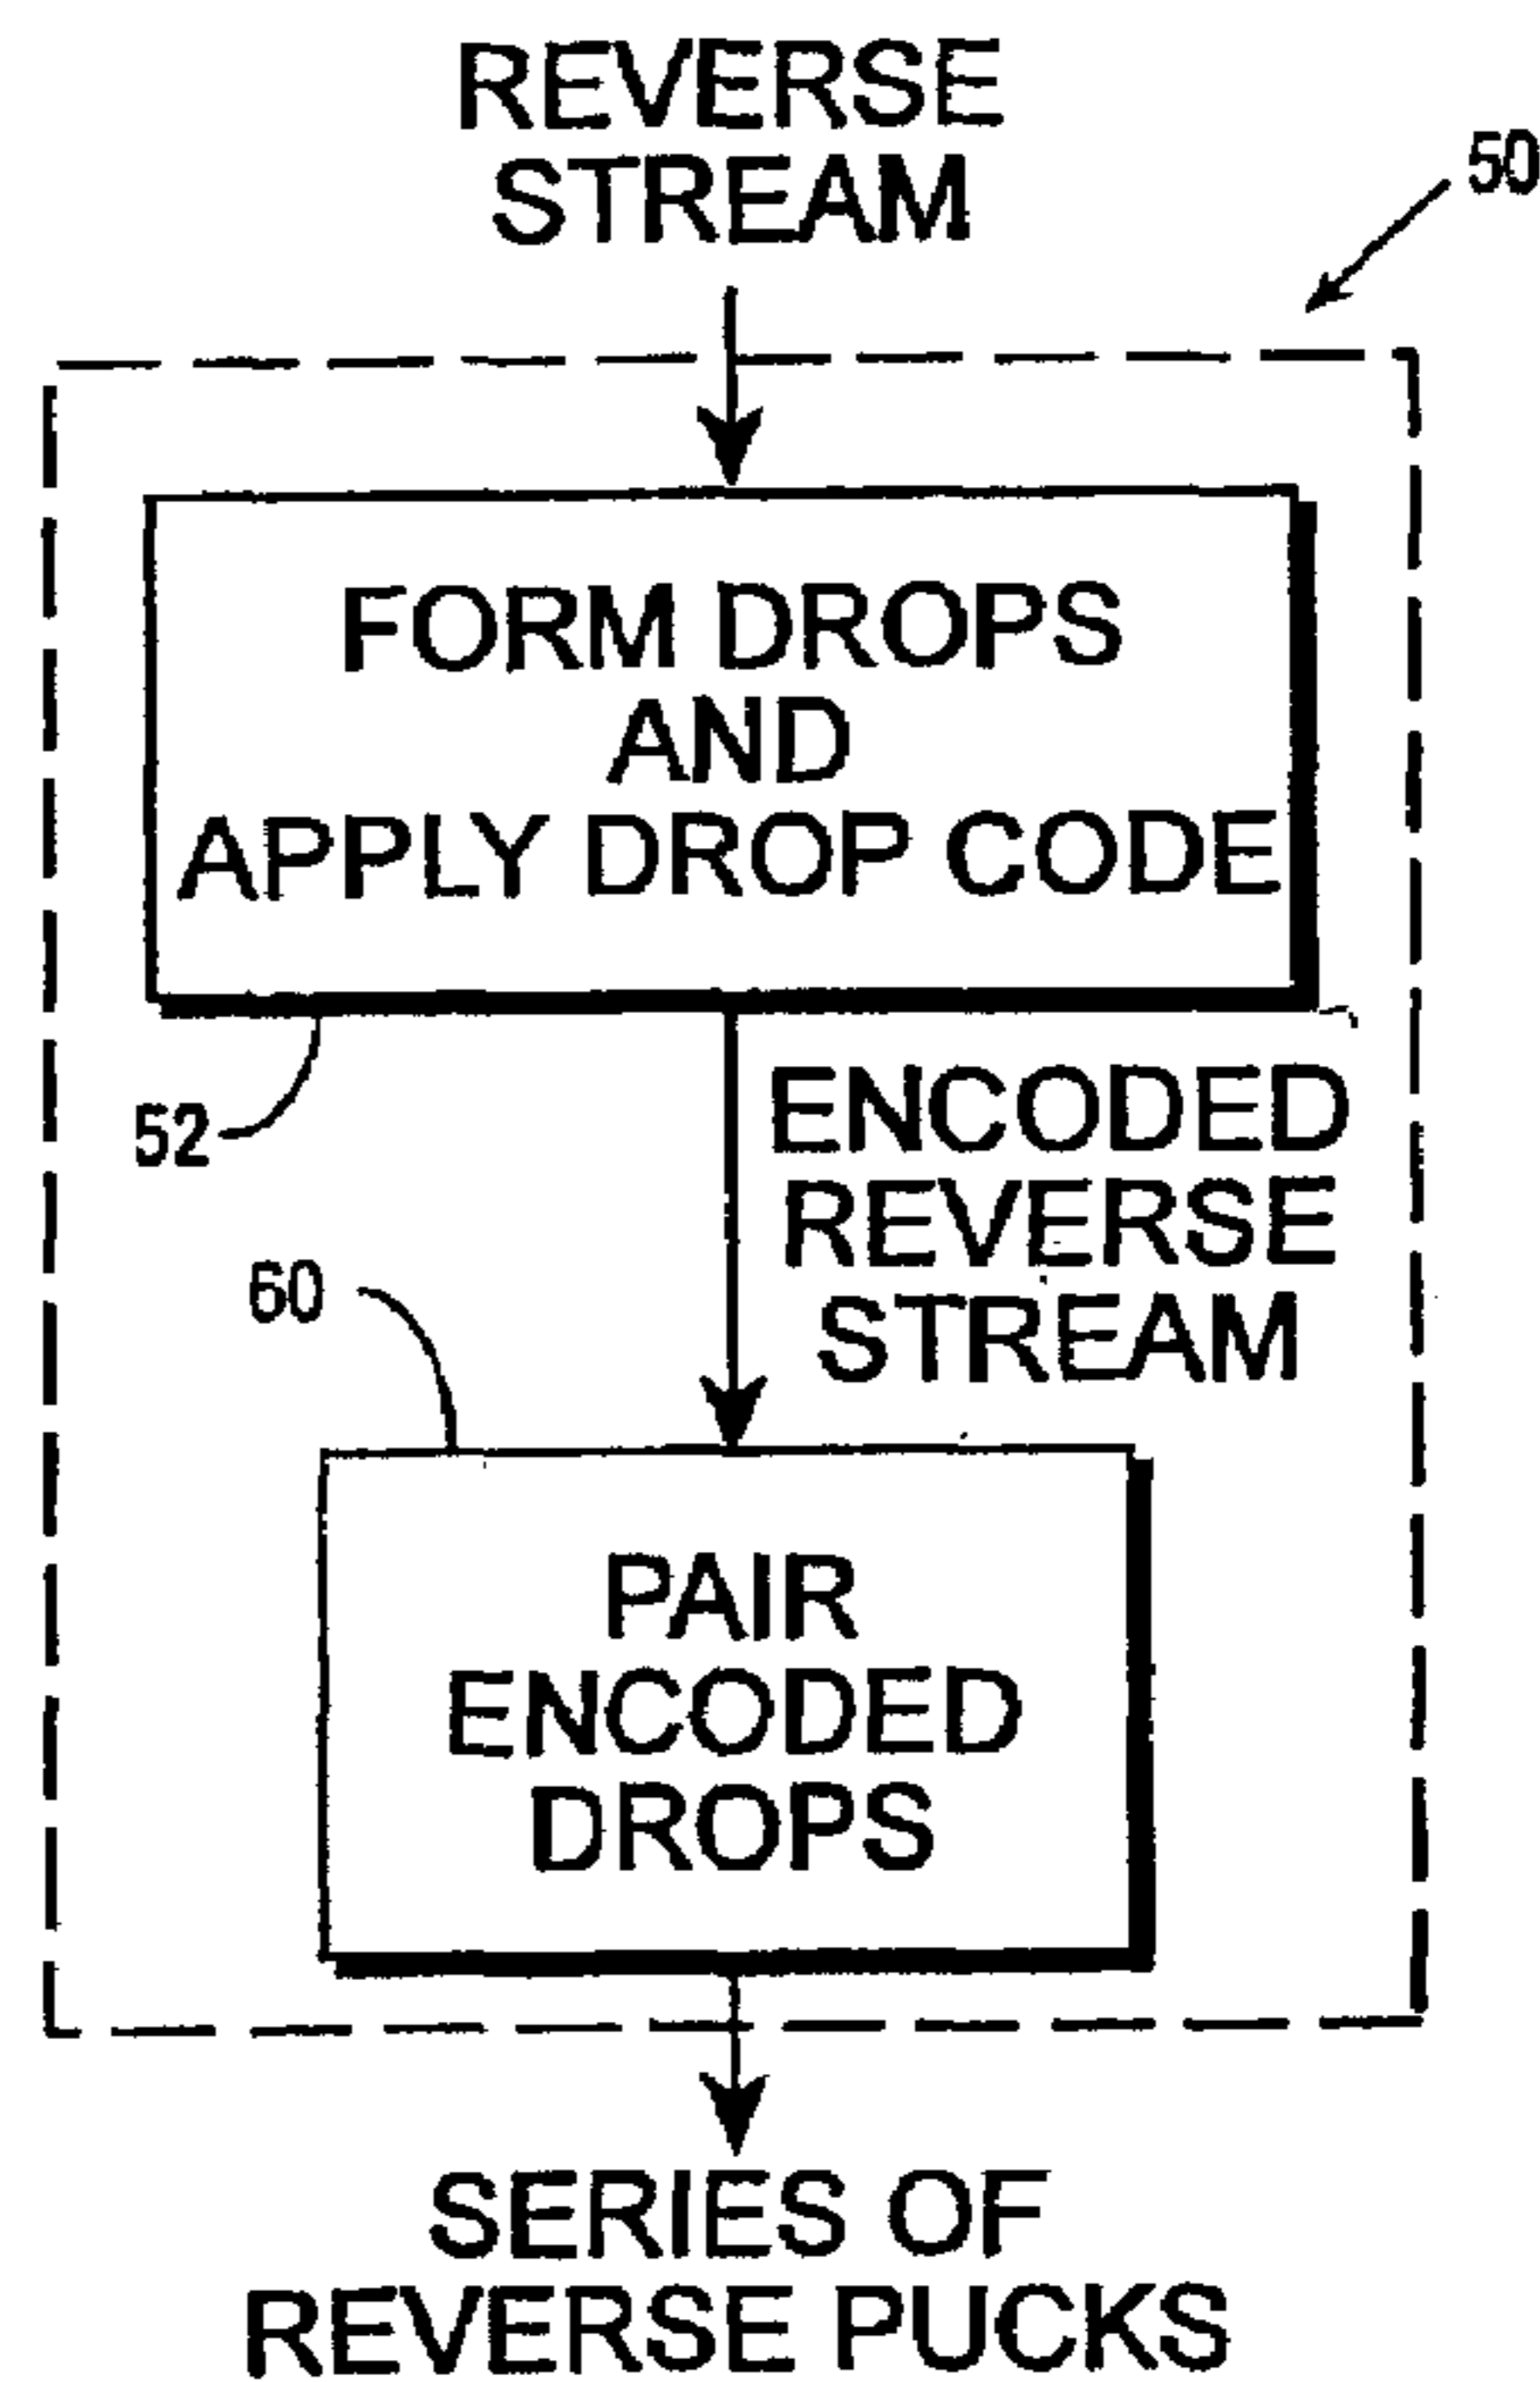 REVERSE
STREAM
50
FORM DROPS
AND
APPLY DROP CODE
52
ENCODED
REVERSE
STREAM
60
PAIR
ENCODED
DROPS
SERIES OF
REVERSE PUCKS